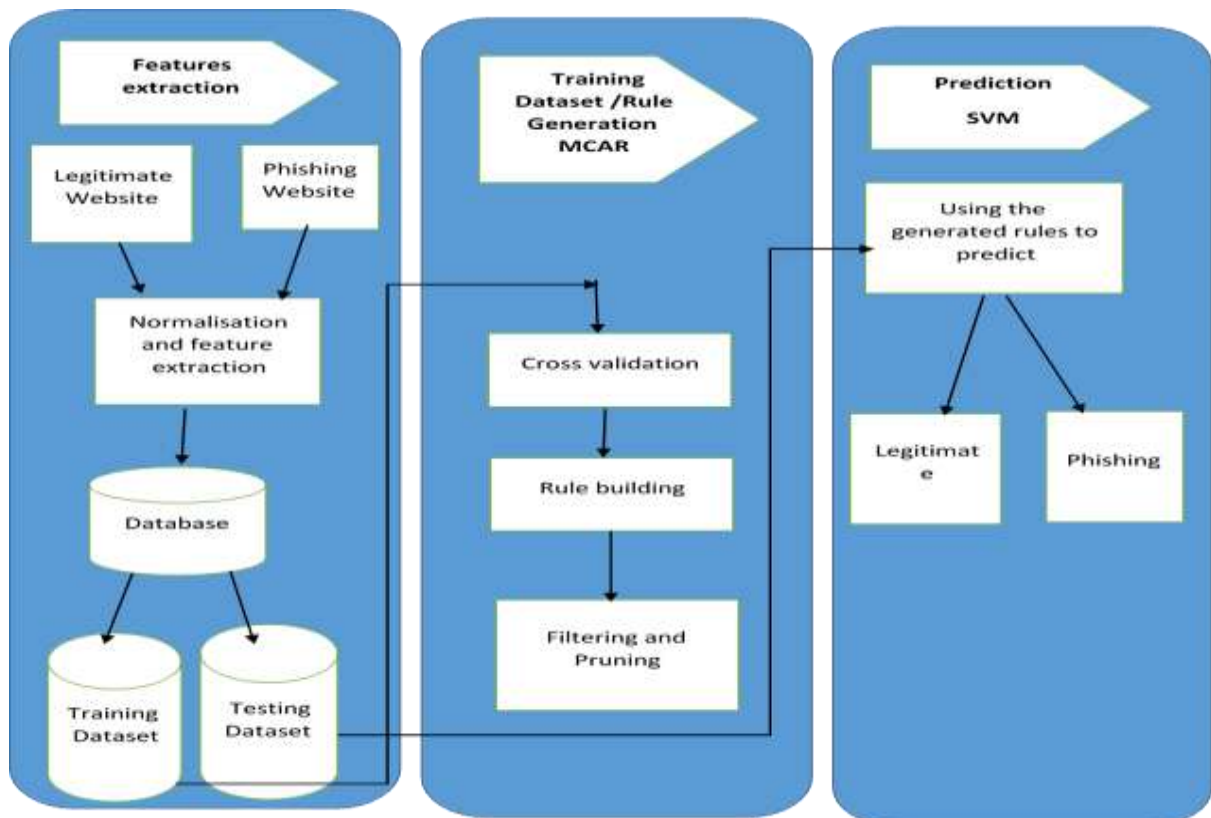 Features
extraction
Legitimate
Website
Phishing
Website
Normalisation
and feature
extraction
Database
Training
Dataset
Testing
Dataset
Training
Dataset /Rule
Generation
MCAR
Cross validation
Rule building
Filtering and
Pruning
Prediction
SVM
Using the
generated rules to
predict
Legitimat
e
Phishing